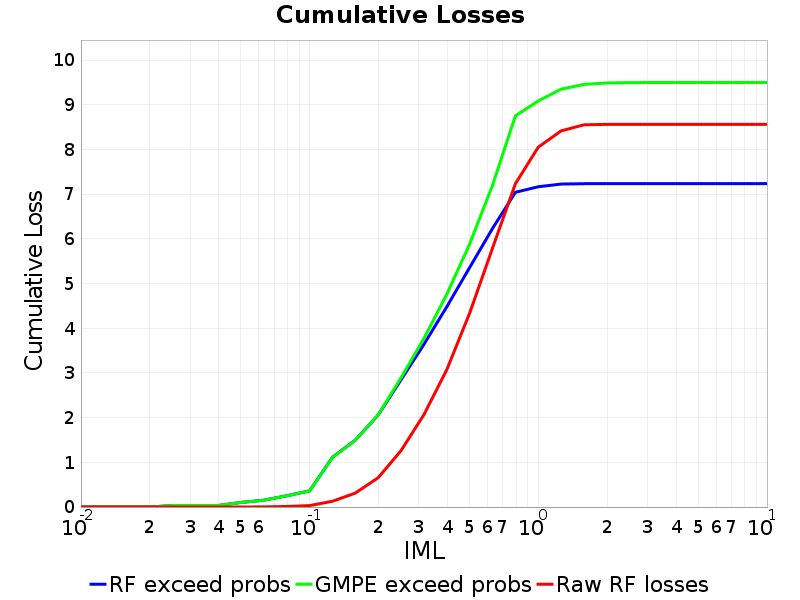 Cumulative Losses
Cumulative Loss
10
9
8
7
6
5
4
3
2
1
0
10-2 2 3 4 5 6 10-1 2 3 4 5 6 7 100 2 3 4 5 6 7 101
IML
RF exceed probs GMPE exceed probs Raw RF losses